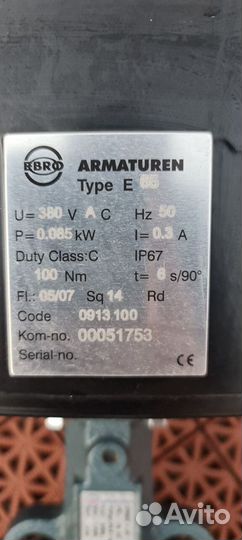 EBRO ARMATUREN
Type E 65
U= 380 V A C Hz 50
P= 0.085 kW I= 0.3 A
Duty Class:C IP67
100 Nm t= 6 s/90°
Fl.: 05/07 Sq 14 Rd
Code 0913 100
Kom-no. 00051753
Serial-no. CE
Avito